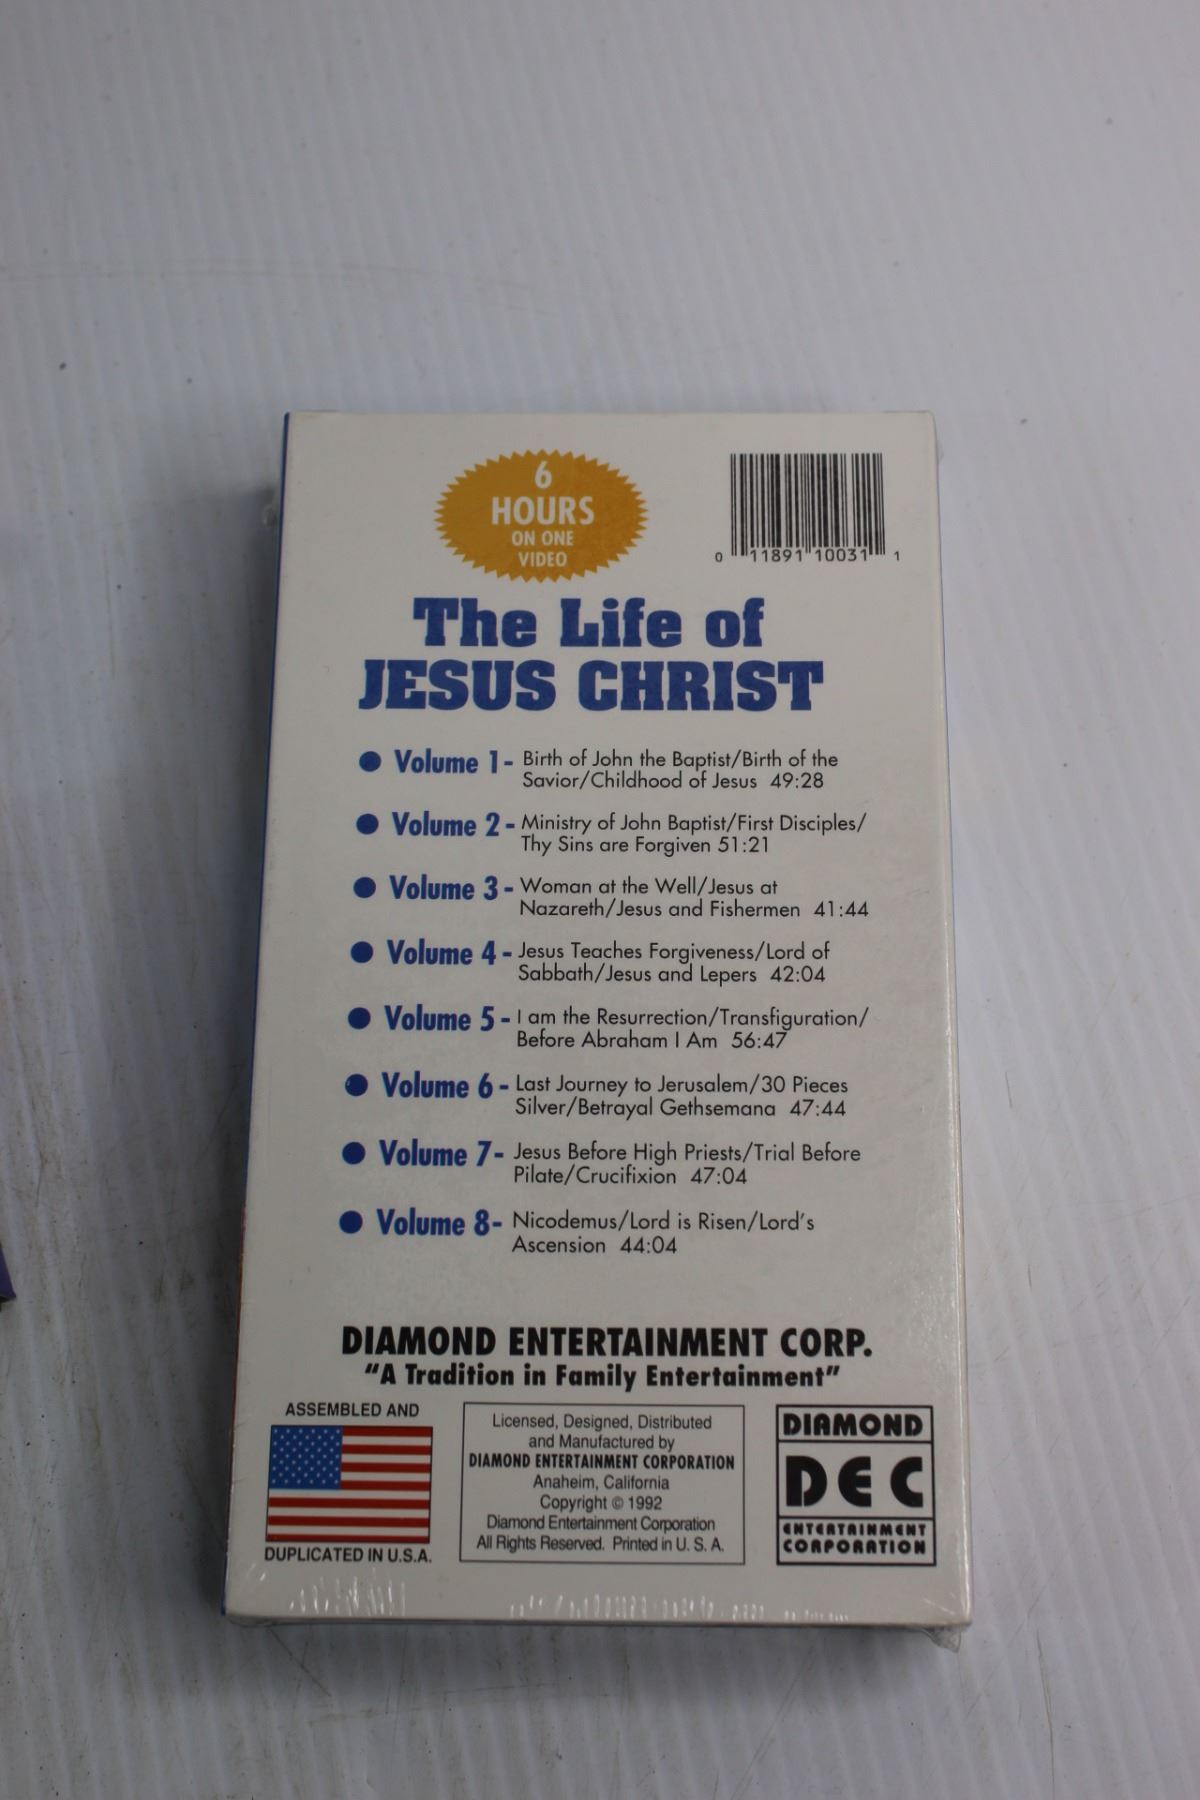 6
HOURS
ON ONE
VIDEO
0 11891 10031 1
The Life of
JESUS CHRIST
Volume 1 - Birth of John the Baptist/Birth of the
Savior/Childhood of Jesus 49:28
Volume 2 - Ministry of John Baptist/First Disciples/
Thy Sins are Forgiven 51:21
Volume 3 - Woman at the Well/Jesus at
Nazareth/Jesus and Fishermen 41:44
Volume 4 - Jesus Teaches Forgiveness/Lord of
Sabbath/Jesus and Lepers 42:04
Volume 5 - I am the Resurrection/Transfiguration/
Before Abraham I Am 56:47
Volume 6 - Last Journey to Jerusalem/30 Pieces
Silver/Betrayal Gethsemana 47:44
Volume 7- Jesus Before High Priests/Trial Before
Pilate/Crucifixion 47:04
Volume 8- Nicodemus/Lord is Risen/Lord's
Ascension 44:04
DIAMOND ENTERTAINMENT CORP.
"A Tradition in Family Entertainment"
ASSEMBLED AND
DUPLICATED IN U.S.A.
Licensed, Designed, Distributed
and Manufactured by
DIAMOND ENTERTAINMENT CORPORATION
Anaheim, California
Copyright © 1992
Diamond Entertainment Corporation
All Rights Reserved. Printed in U. S. A.
DIAMOND
DEC
ENTERTAINMENT
CORPORATION